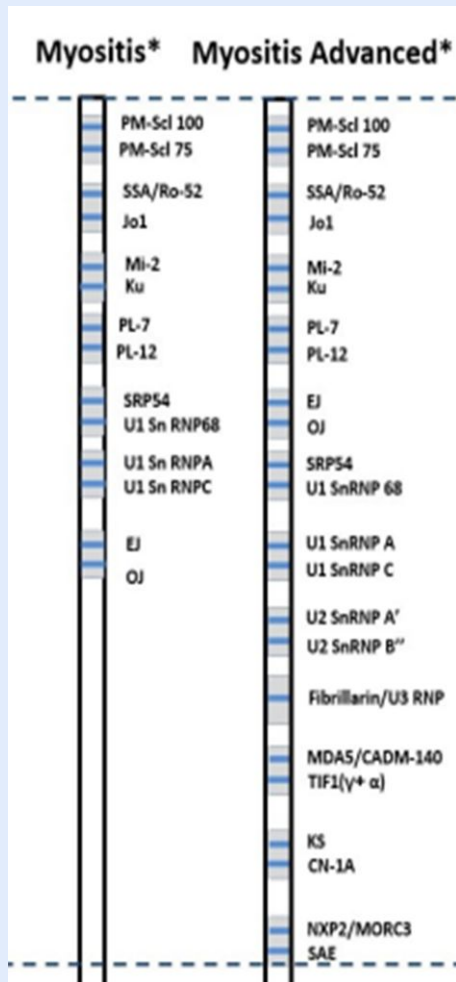 Myositis*
PM-Scl 100
PM-Scl 75
SSA/Ro-52
Jo1
Mi-2
Ku
PL-7
PL-12
SRP54
U1 Sn RNP68
U1 Sn RNPA
U1 Sn RNPC
EJ
OJ
Myositis Advanced*
PM-Scl 100
PM-Scl 75
SSA/Ro-52
Jo1
Mi-2
Ku
PL-7
PL-12
EJ
OJ
SRP54
U1 SnRNP 68
U1 SnRNP A
U1 SnRNP C
U2 SnRNP A'
U2 SnRNP B''
Fibrillarin/U3 RNP
MDA5/CADM-140
TIF1(γ+ α)
KS
CN-1A
NXP2/MORC3
SAE